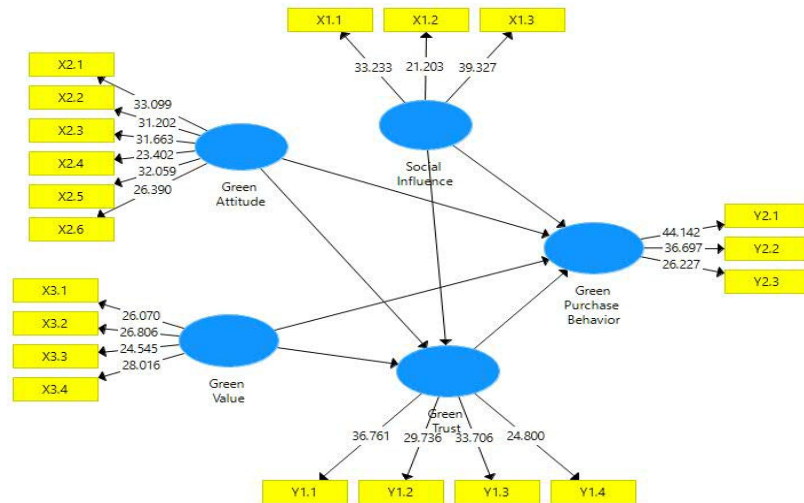 X1.1
X1.2
X1.3
33.233
21.203
39.327
X2.1
X2.2
X2.3
X2.4
X2.5
X2.6
33.099
31.202
31.663
23.402
32.059
26.390
Green
Attitude
Social
Influence
Y2.1
Y2.2
Y2.3
44.142
36.697
26.227
Green
Purchase
Behavior
X3.1
X3.2
X3.3
X3.4
26.070
26.806
24.545
28.016
Green
Value
Green
Trust
36.761
29.736
33.706
24.800
Y1.1
Y1.2
Y1.3
Y1.4